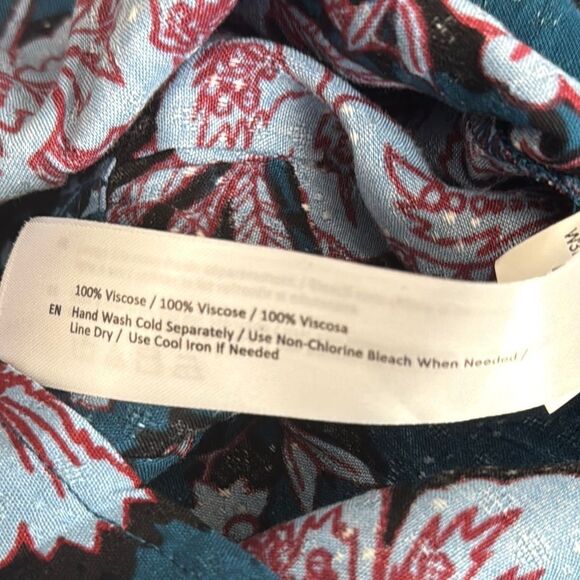 100% Viscose / 100% Viscose / 100% Viscosa
EN Hand Wash Cold Separately / Use Non-Chlorine Bleach When Needed /
Line Dry / Use Cool Iron If Needed